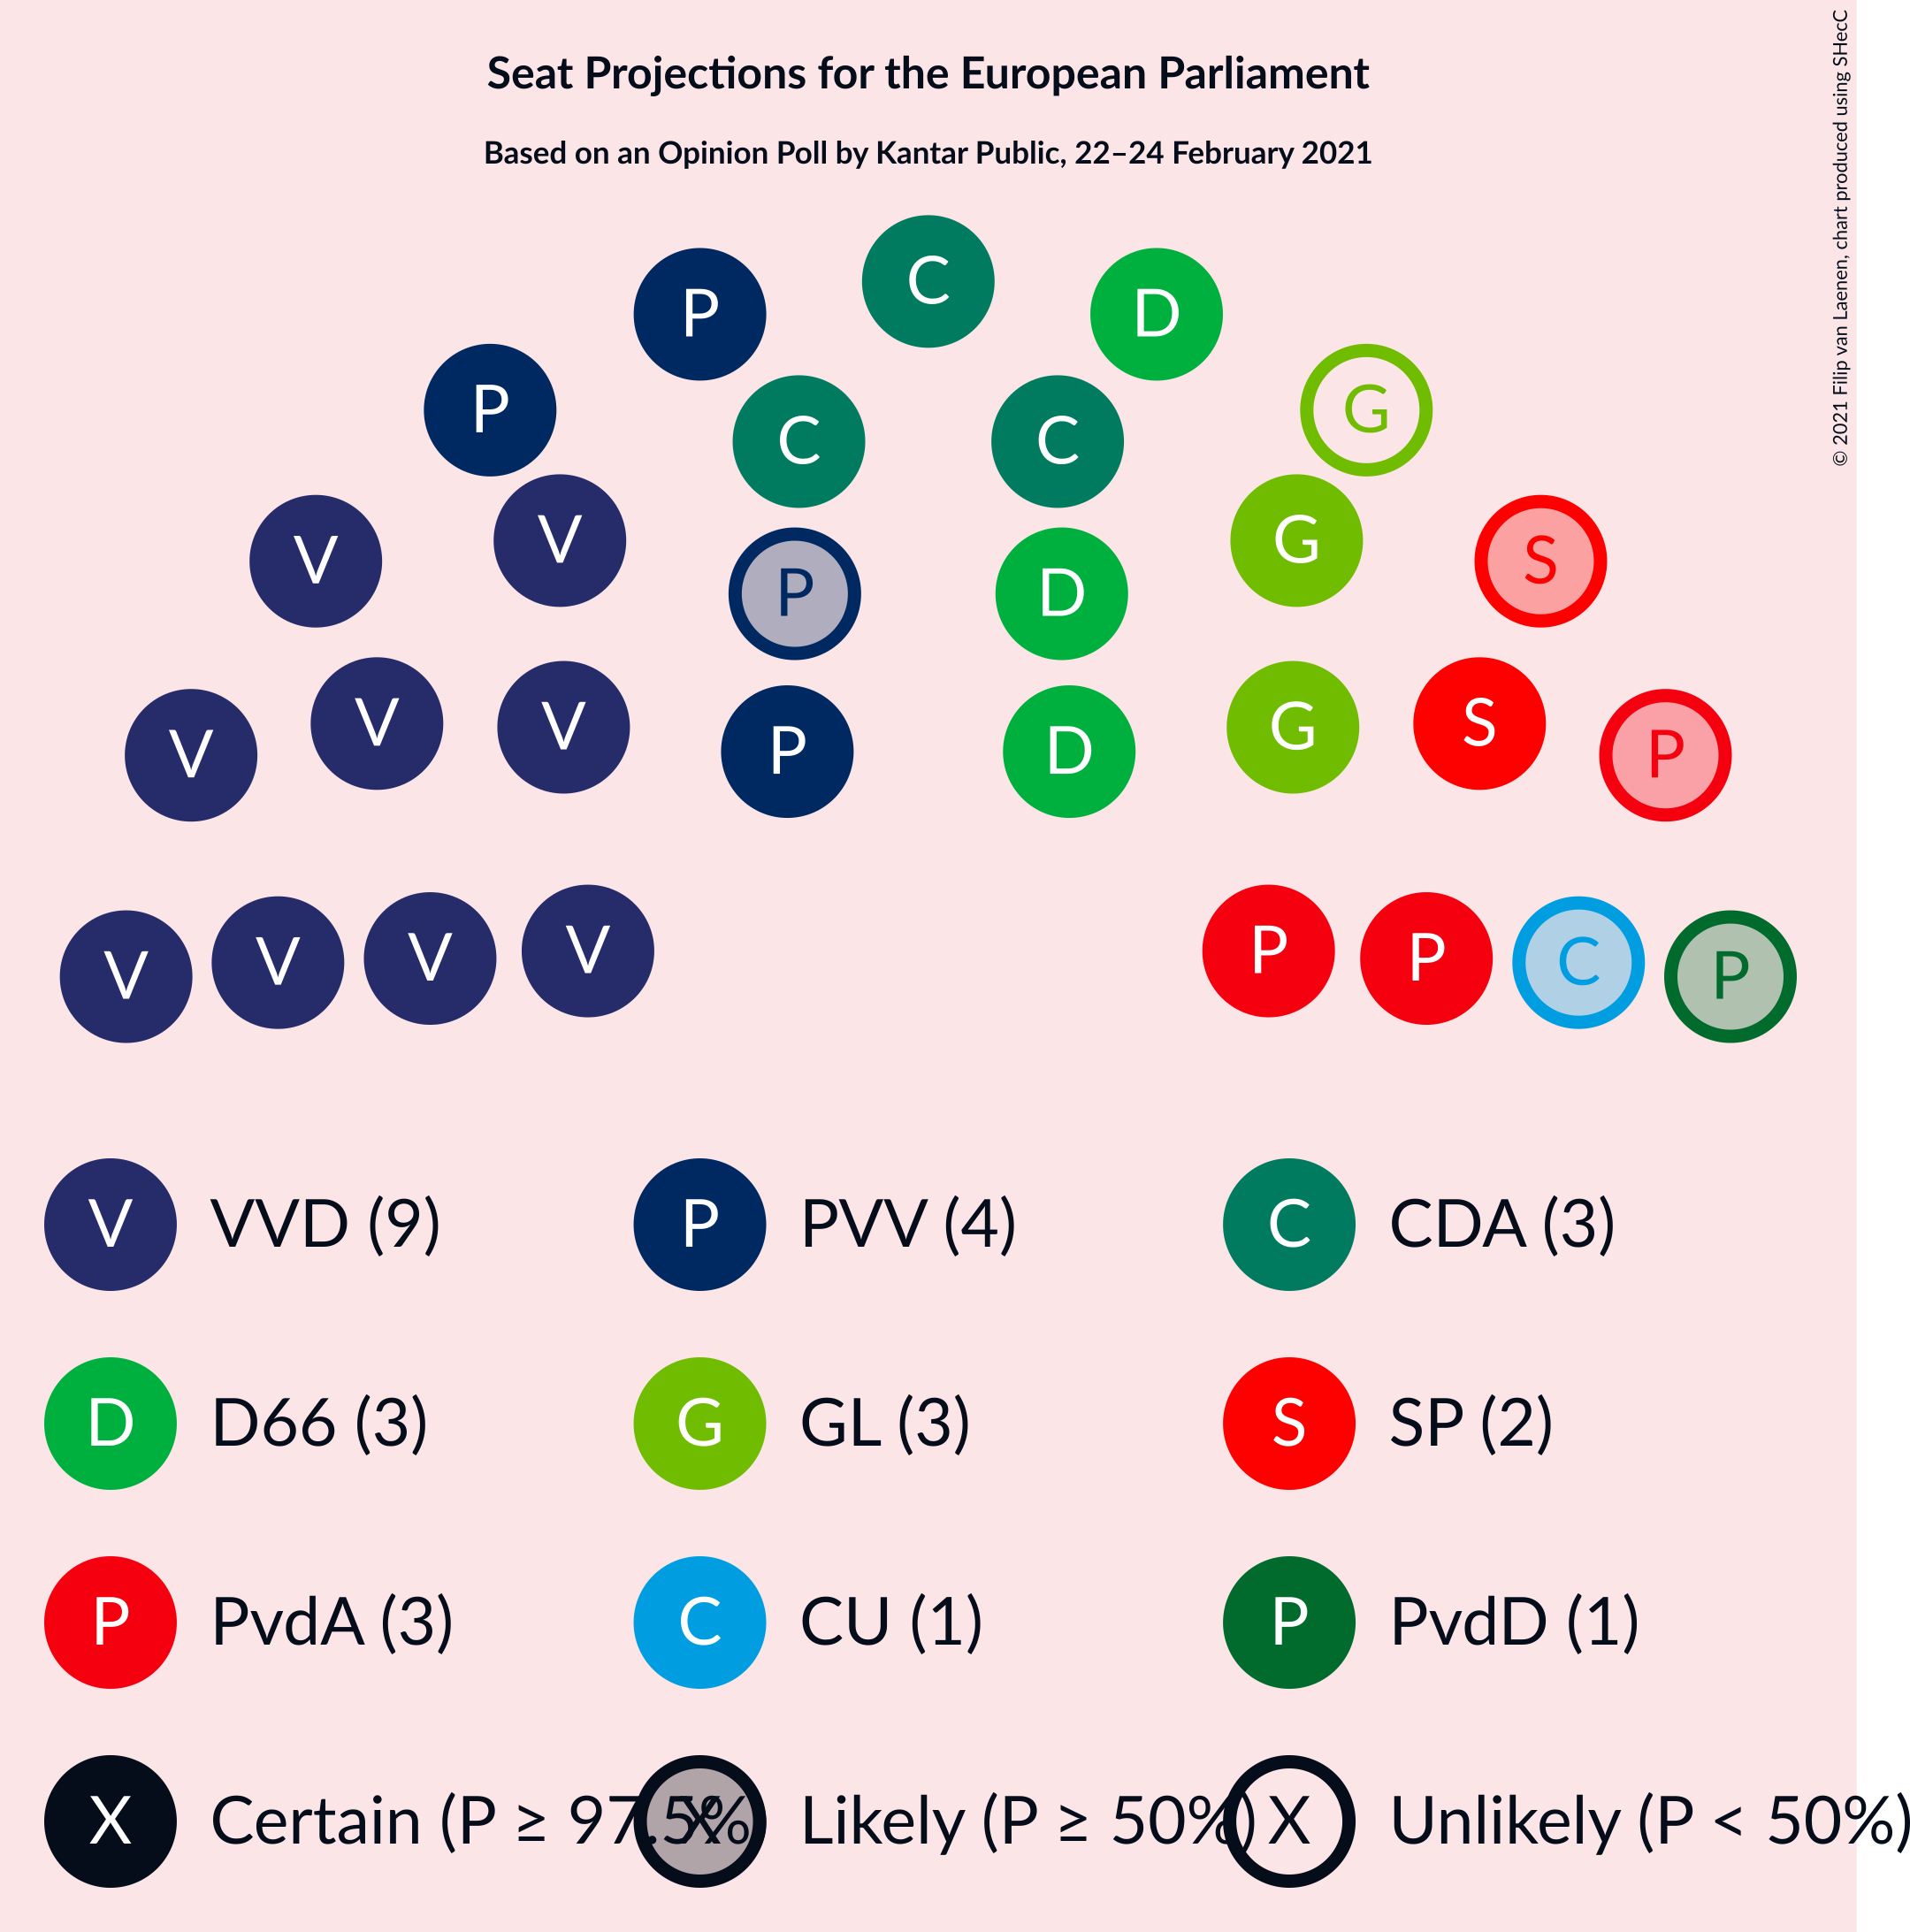 Seat Projections for the European Parliament
Based on an Opinion Poll by Kantar Public, 22–24 February 2021
© 2021 Filip van Laenen, chart produced using SHecC
C
P D
P G
C C
V V G S
P D
V V V P D G S P
V V V V P P C P
V VVD (9) P PVV (4) C CDA (3)
D D66 (3) G GL (3) S SP (2)
P PvdA (3) C CU (1) P PvdD (1)
X Certain (P ≥ 97.5%) X Likely (P ≥ 50%) X Unlikely (P < 50%)